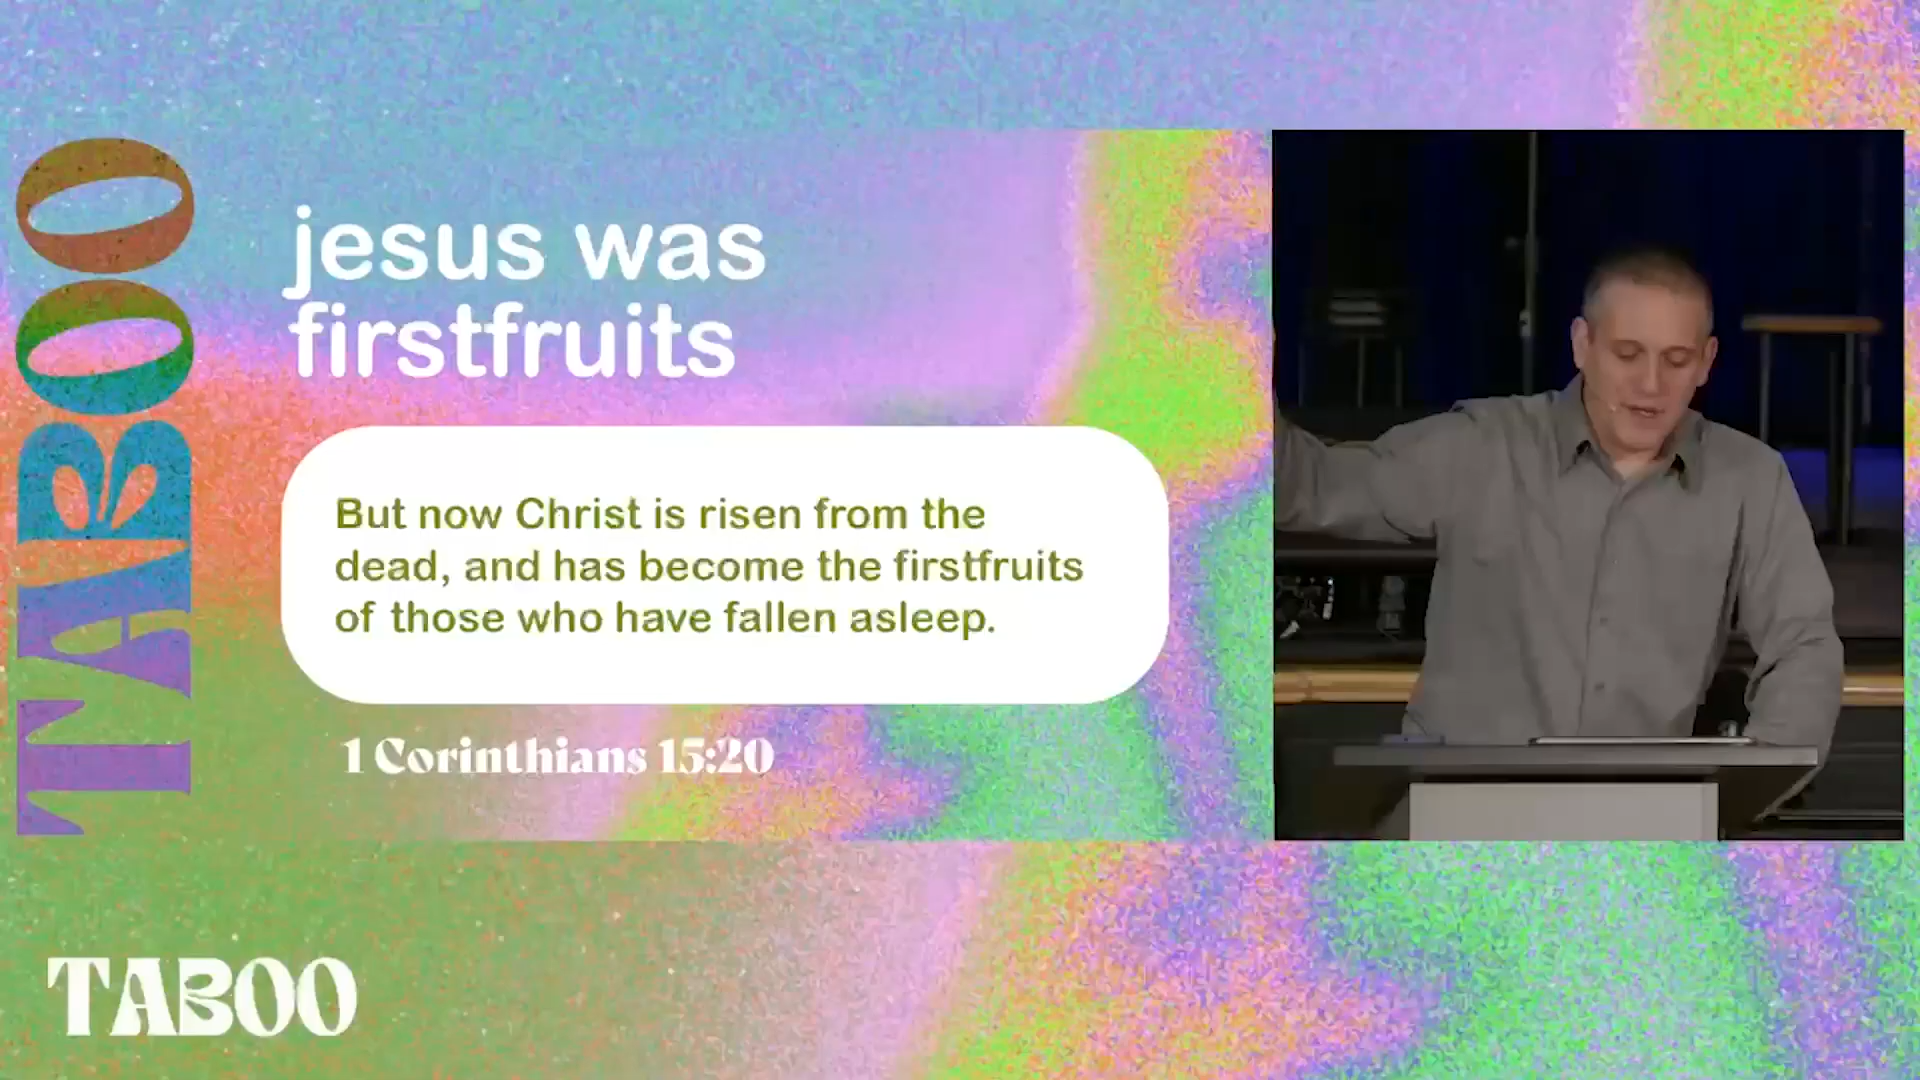 TABOO
jesus was
firstfruits
But now Christ is risen from the
dead, and has become the firstfruits
of those who have fallen asleep.
1 Corinthians 15:20
TABOO